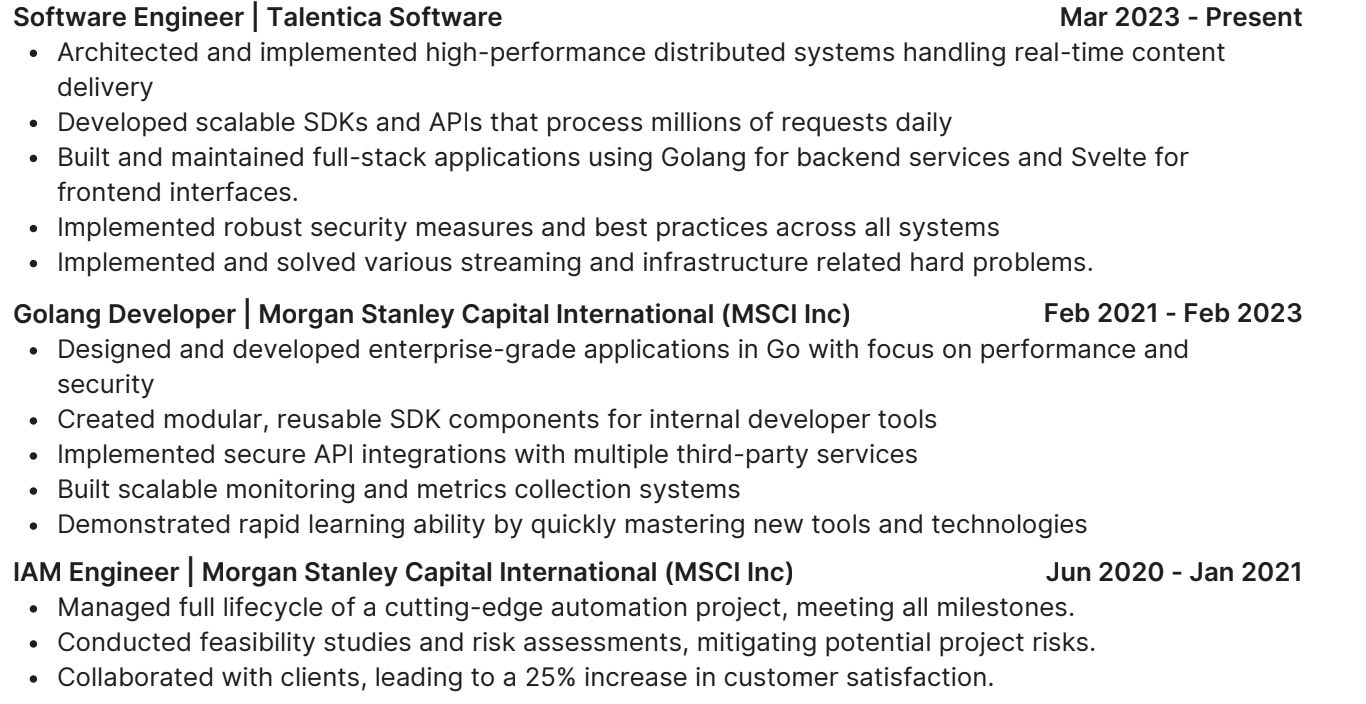 Software Engineer | Talentica Software Mar 2023 - Present
• Architected and implemented high-performance distributed systems handling real-time content
delivery
• Developed scalable SDKs and APIs that process millions of requests daily
• Built and maintained full-stack applications using Golang for backend services and Svelte for
frontend interfaces.
• Implemented robust security measures and best practices across all systems
• Implemented and solved various streaming and infrastructure related hard problems.
Golang Developer | Morgan Stanley Capital International (MSCI Inc) Feb 2021 - Feb 2023
• Designed and developed enterprise-grade applications in Go with focus on performance and
security
• Created modular, reusable SDK components for internal developer tools
• Implemented secure API integrations with multiple third-party services
• Built scalable monitoring and metrics collection systems
• Demonstrated rapid learning ability by quickly mastering new tools and technologies
IAM Engineer | Morgan Stanley Capital International (MSCI Inc) Jun 2020 - Jan 2021
• Managed full lifecycle of a cutting-edge automation project, meeting all milestones.
• Conducted feasibility studies and risk assessments, mitigating potential project risks.
• Collaborated with clients, leading to a 25% increase in customer satisfaction.